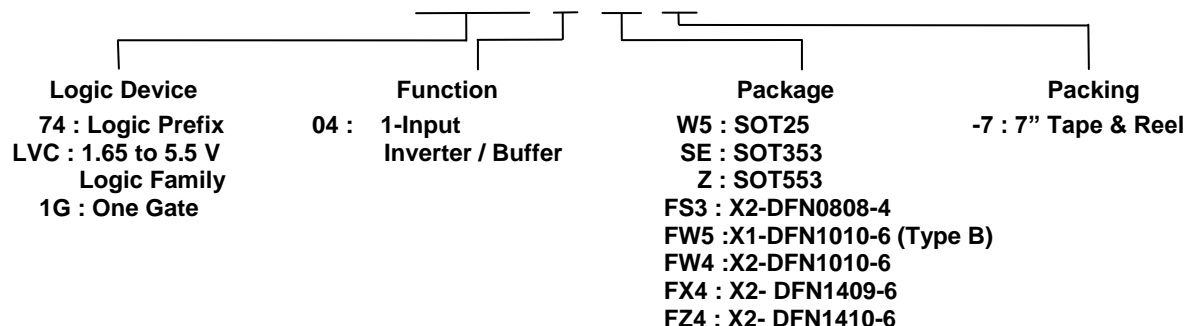 Logic Device
74 : Logic Prefix
LVC : 1.65 to 5.5 V
Logic Family
1G : One Gate
Function
04 : 1-Input
Inverter / Buffer
Package
W5 : SOT25
SE : SOT353
Z : SOT553
FS3 : X2-DFN0808-4
FW5 :X1-DFN1010-6 (Type B)
FW4 :X2-DFN1010-6
FX4 : X2- DFN1409-6
FZ4 : X2- DFN1410-6
Packing
-7 : 7” Tape & Reel